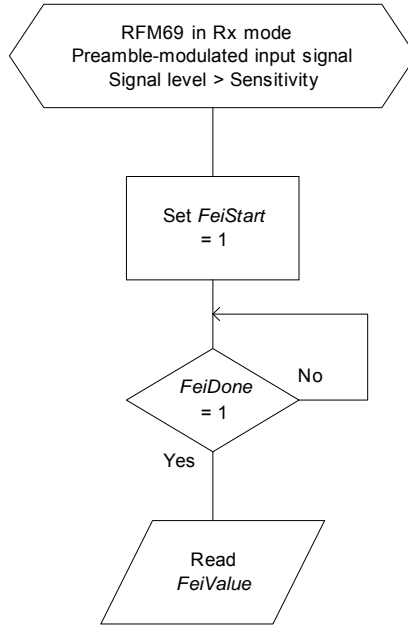 RFM69 in Rx mode
Preamble-modulated input signal
Signal level > Sensitivity
Set FeiStart
= 1
No
FeiDone
= 1
Yes
Read
FeiValue